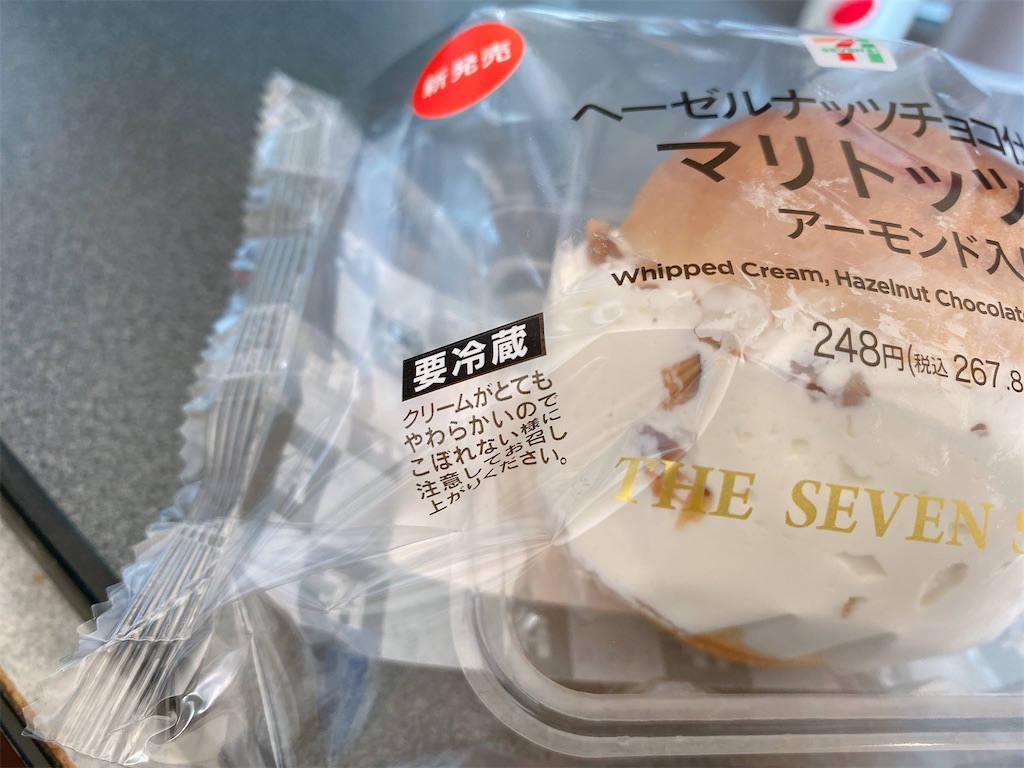 新発売
ヘーゼルナッツチョコ仕
マリトッツ
アーモンド入り
Whipped Cream, Hazelnut Chocolate
248円(税込 267.8
要冷蔵
クリームがとても
やわらかいので
こぼれない様に
注意してお召し
上がりください。
THE SEVEN S